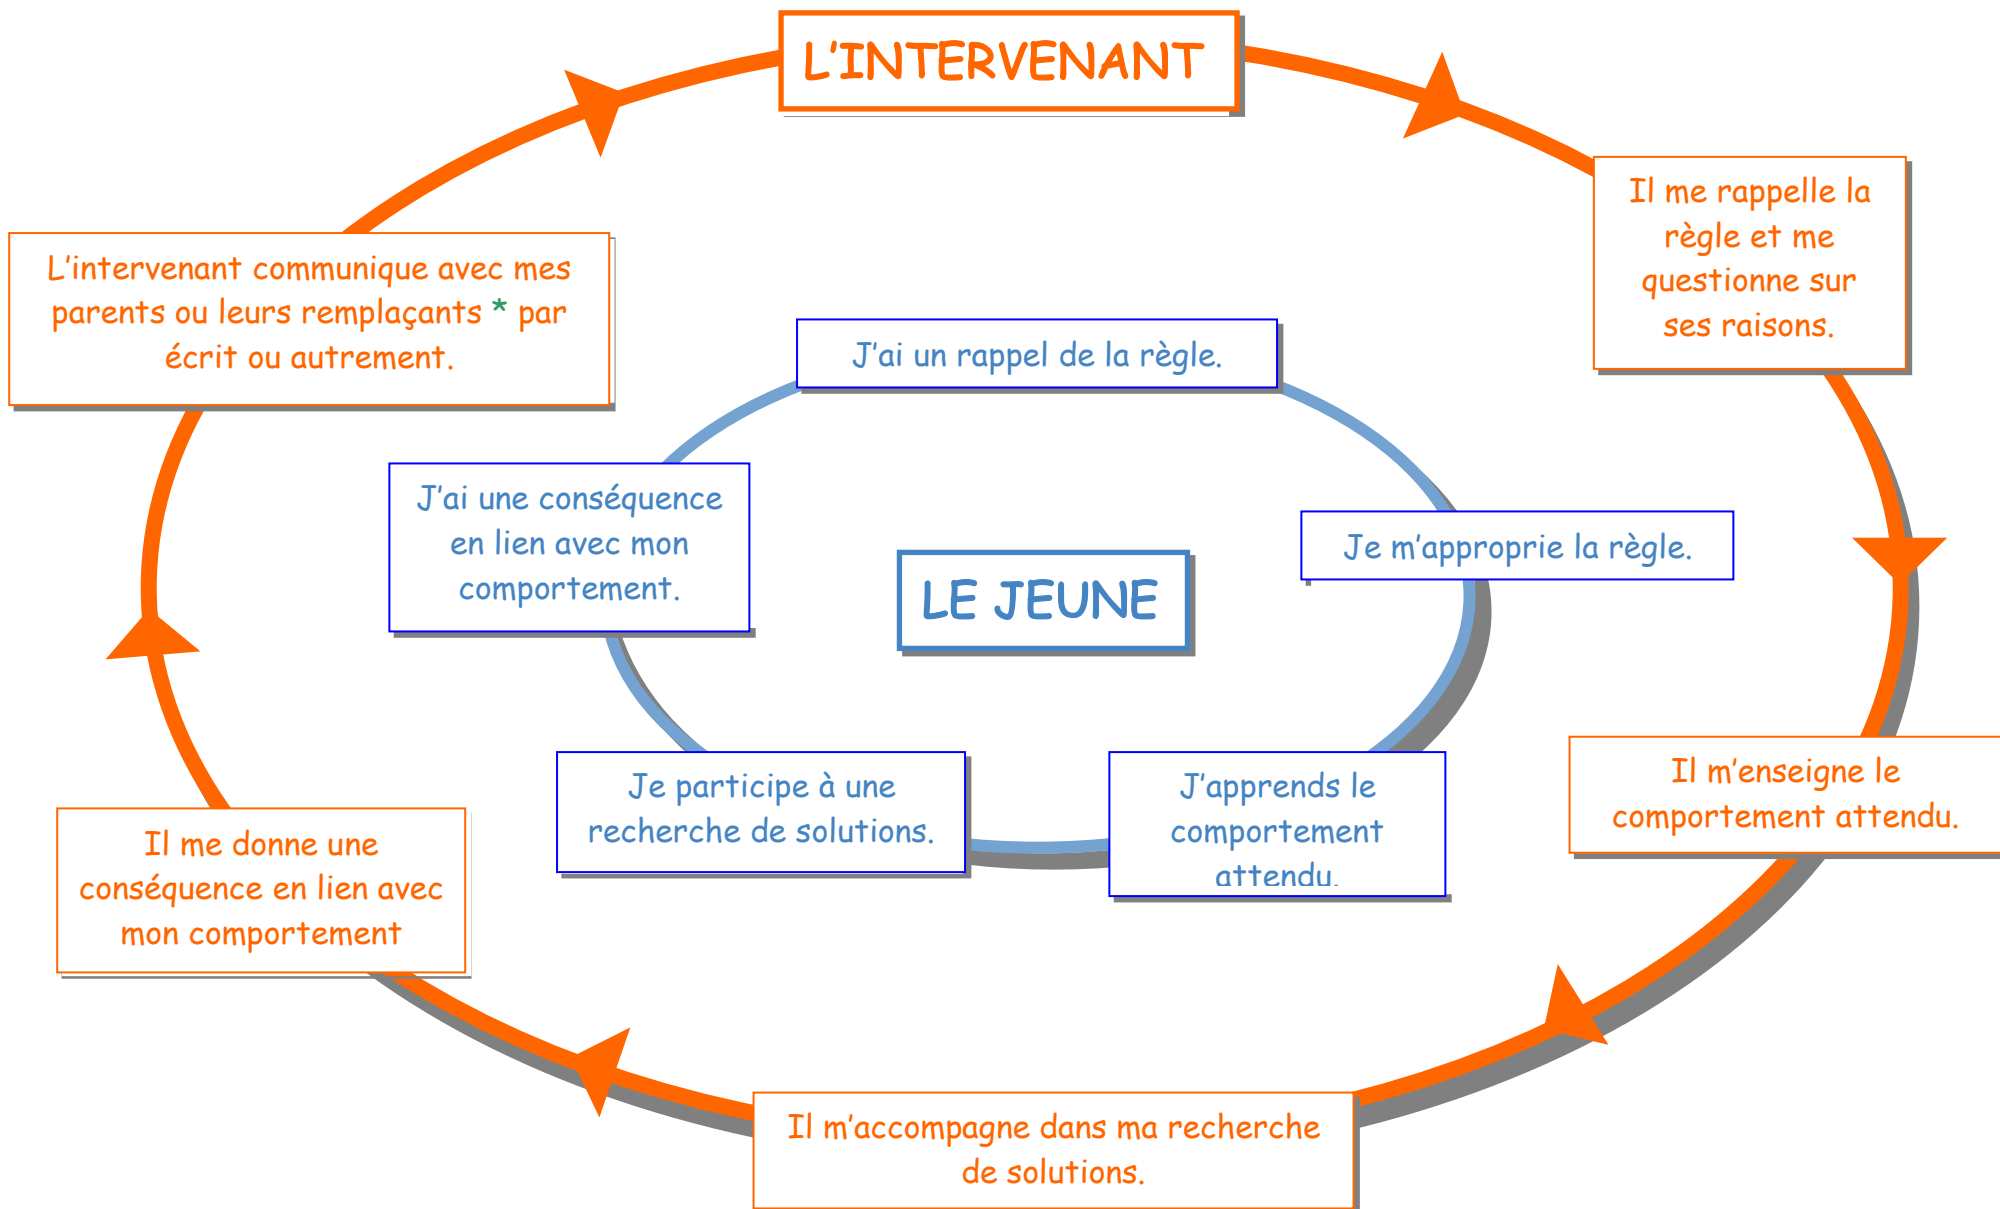 L'INTERVENANT
Il me rappelle la
règle et me
questionne sur
ses raisons.
L'intervenant communique avec mes
parents ou leurs remplaçants * par
écrit ou autrement.
J'ai un rappel de la règle.
J'ai une conséquence
en lien avec mon
comportement.
Je m'approprie la règle.
LE JEUNE
Je participe à une
recherche de solutions.
J'apprends le
comportement
attendu.
Il m'enseigne le
comportement attendu.
Il me donne une
conséquence en lien avec
mon comportement
Il m'accompagne dans ma recherche
de solutions.